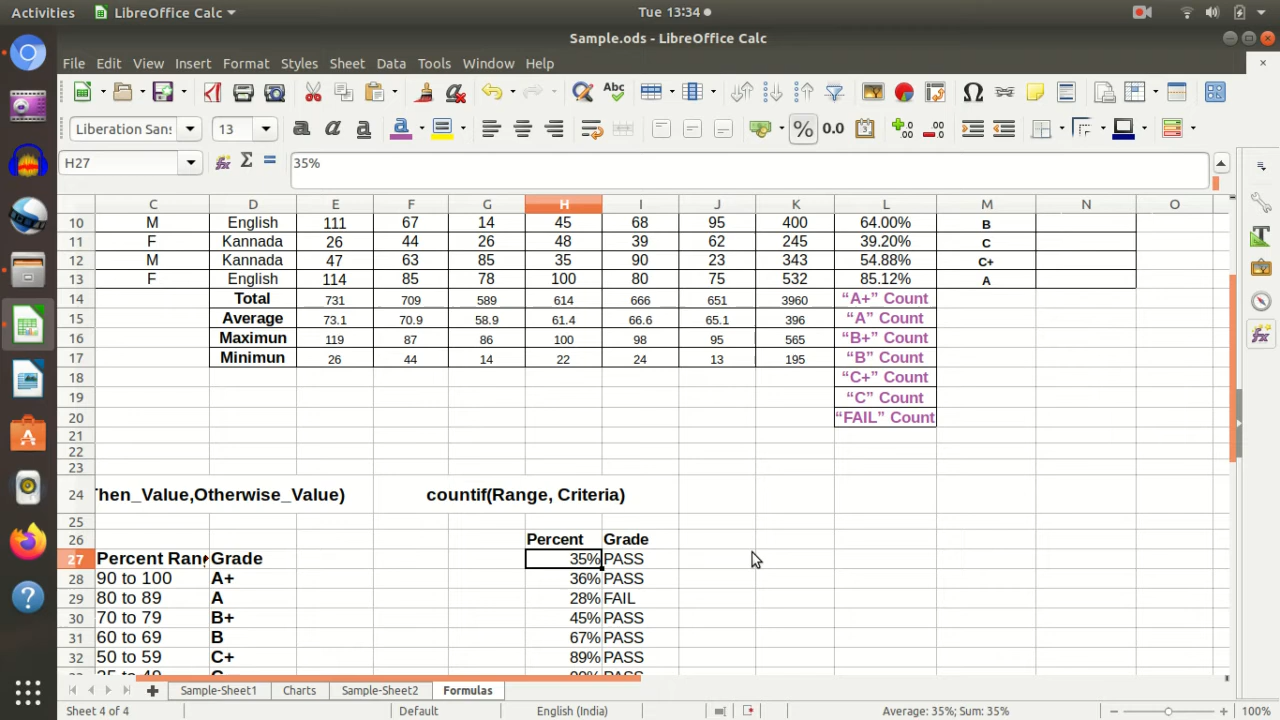 Activities LibreOffice Calc Tue 13:34
Sample.ods - LibreOffice Calc
File Edit View Insert Format Styles Sheet Data Tools Window Help
Liberation Sans 13
H27 35%
C D E F G H I J K L M N O
10 M English 111 67 14 45 68 95 400 64.00% B
11 F Kannada 26 44 26 48 39 62 245 39.20% C
12 M Kannada 47 63 85 35 90 23 343 54.88% C+
13 F English 114 85 78 100 80 75 532 85.12% A
14 Total 731 709 589 614 666 651 3960 “A+” Count
15 Average 73.1 70.9 58.9 61.4 66.6 65.1 396 “A” Count
16 Maximun 119 87 86 100 98 95 565 “B+” Count
17 Minimun 26 44 14 22 24 13 195 “B” Count
18 “C+” Count
19 “C” Count
20 “FAIL” Count
21
22
23
24 Then_Value,Otherwise_Value) countif(Range, Criteria)
25
26 Percent Grade
27 Percent Rang Grade 35% PASS
28 90 to 100 A+ 36% PASS
29 80 to 89 A 28% FAIL
30 70 to 79 B+ 45% PASS
31 60 to 69 B 67% PASS
32 50 to 59 C+ 89% PASS
Sample-Sheet1 Charts Sample-Sheet2 Formulas
Sheet 4 of 4 Default English (India) Average: 35%; Sum: 35% 100%